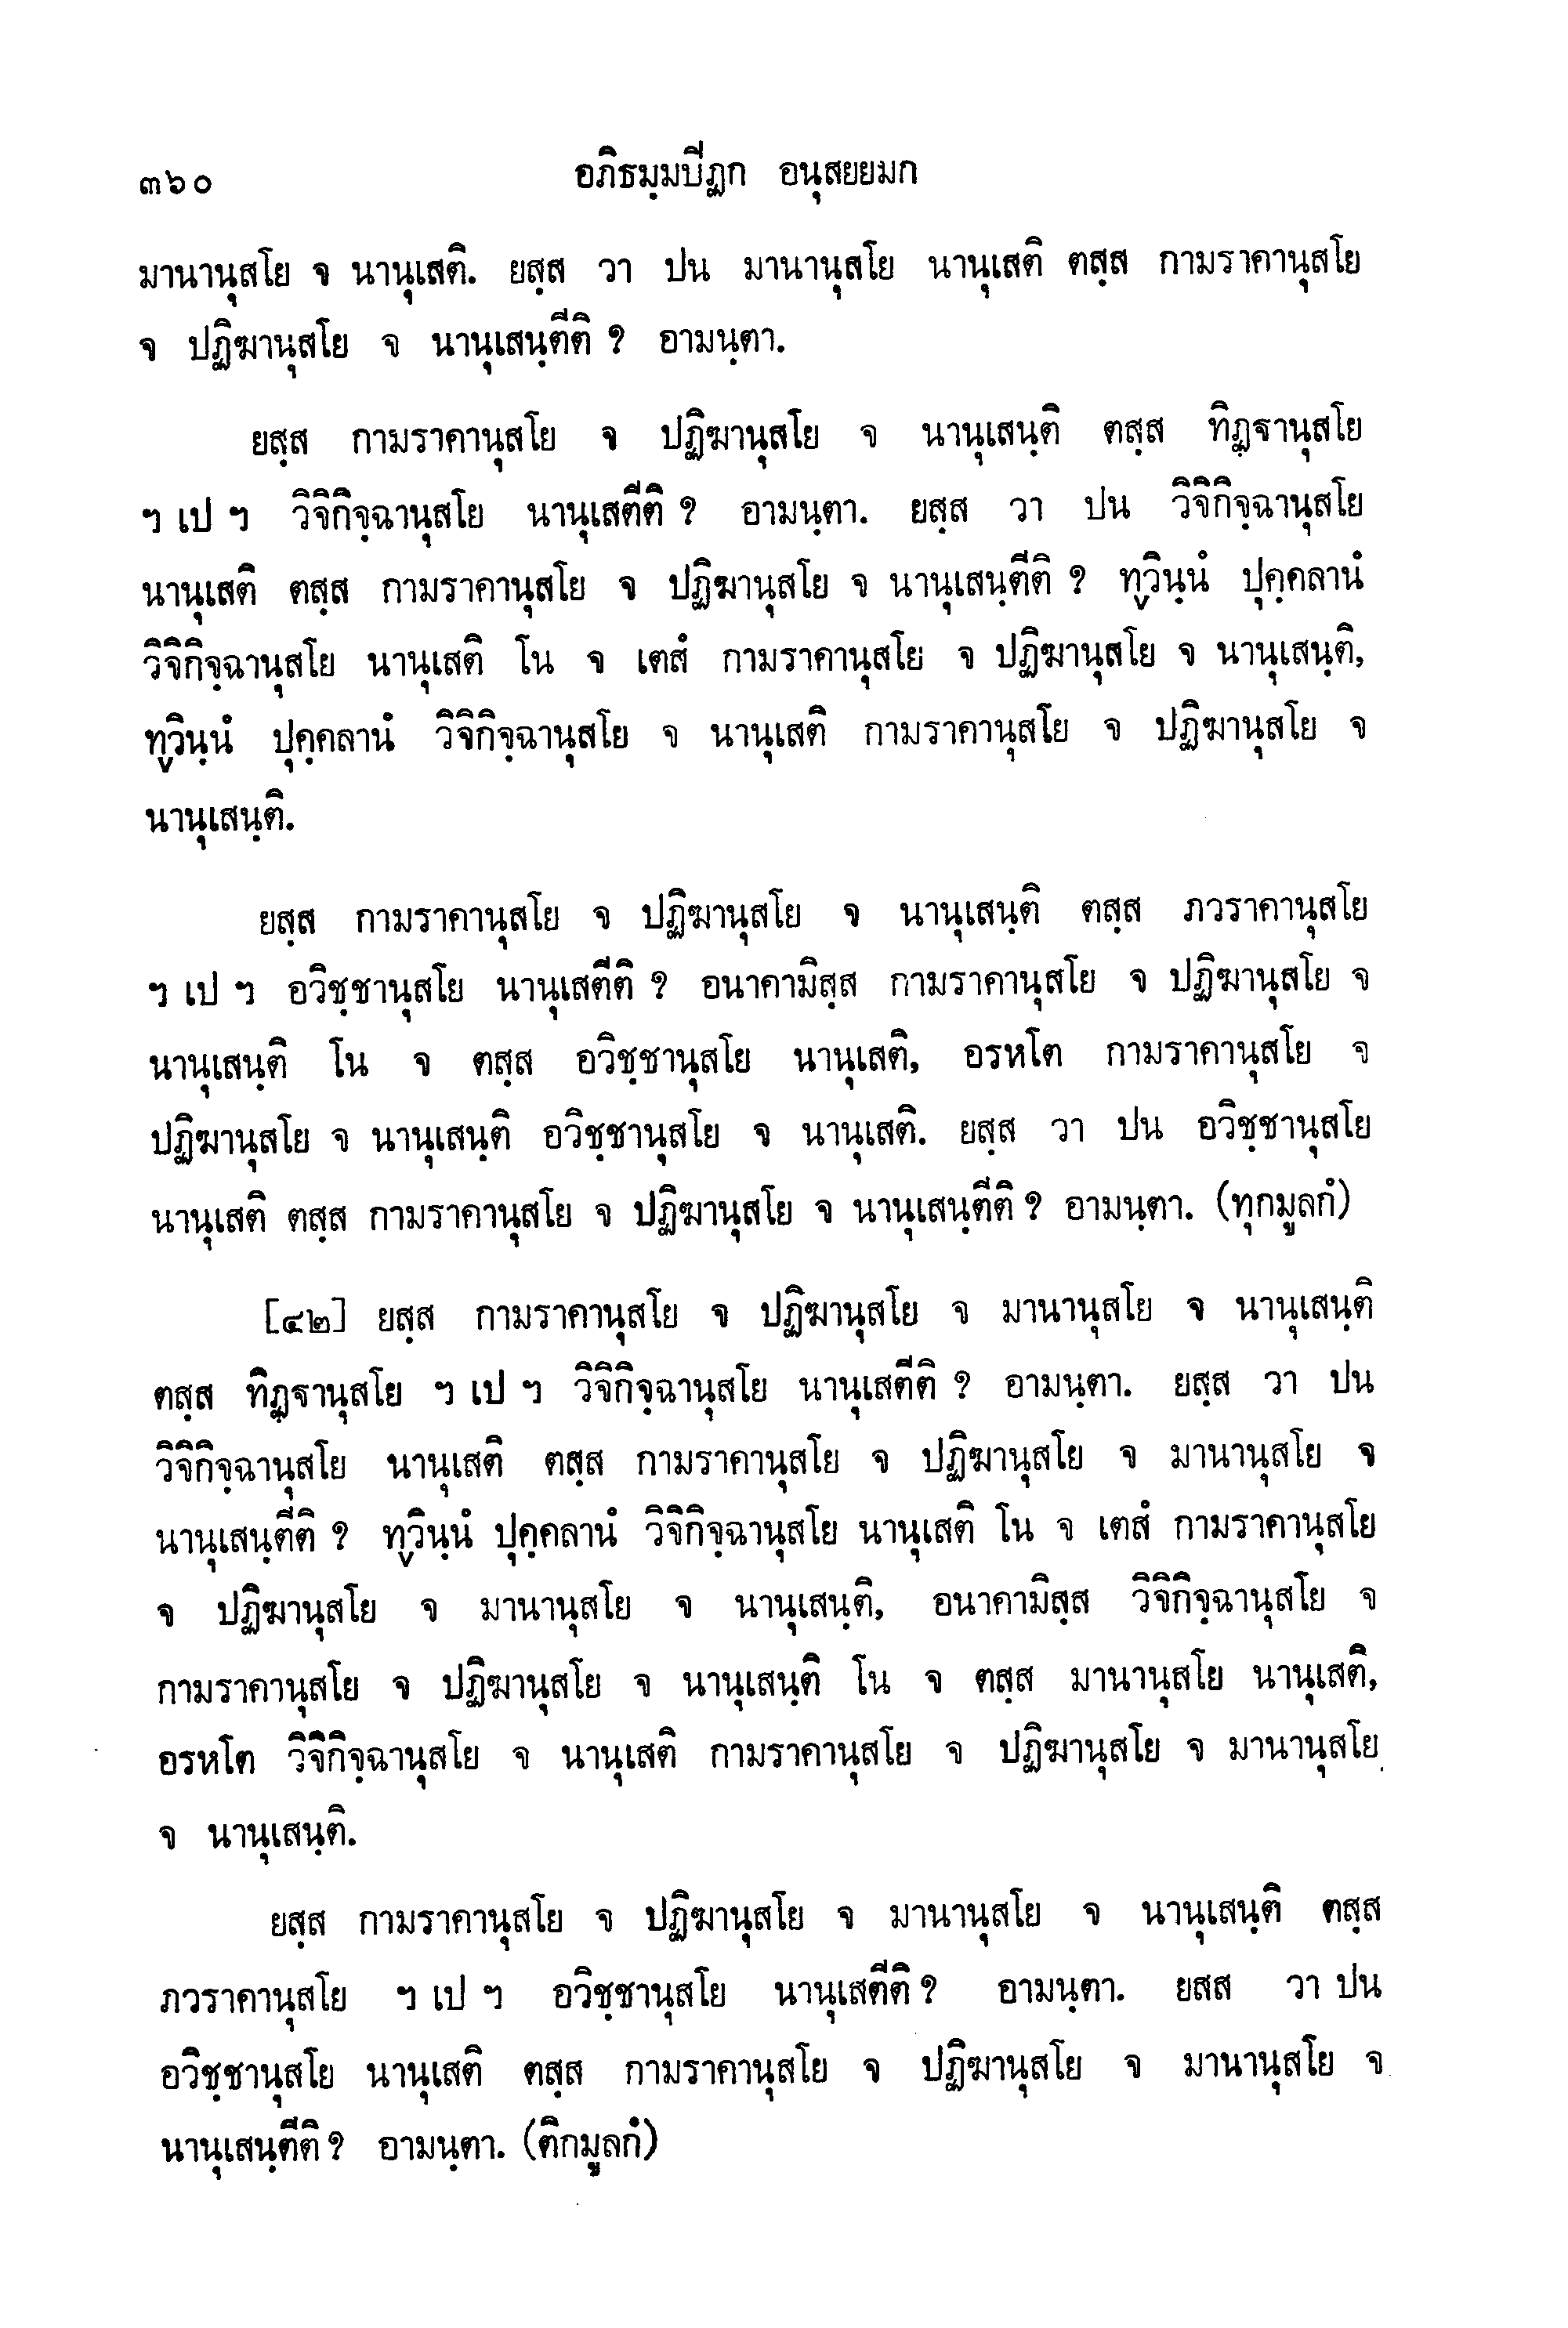 ๓๖๐ อภิธมฺมปีฏก อนุสยยมก
มานานุสโย จ นานุเสติ. ยสฺส วา ปน มานานุสโย นานุเสติ ตสฺส กามราคานุสโย
จ ปฏิฆานุสโย จ นานุเสนฺตีติ ? อามนฺตา.
ยสฺส กามราคานุสโย จ ปฏิฆานุสโย จ นานุเสนฺติ ตสฺส ทิฏฺฐานุสโย
ฯ เป ฯ วิจิกิจฺฉานุสโย นานุเสตีติ ? อามนฺตา. ยสฺส วา ปน วิจิกิจฺฉานุสโย
นานุเสติ ตสฺส กามราคานุสโย จ ปฏิฆานุสโย จ นานุเสนฺตีติ ? ทฺวินฺนํ ปุคฺคลานํ
วิจิกิจฺฉานุสโย นานุเสติ โน จ เตสํ กามราคานุสโย จ ปฏิฆานุสโย จ นานุเสนฺติ,
ทฺวินฺนํ ปุคฺคลานํ วิจิกิจฺฉานุสโย จ นานุเสติ กามราคานุสโย จ ปฏิฆานุสโย จ
นานุเสนฺติ.
ยสฺส กามราคานุสโย จ ปฏิฆานุสโย จ นานุเสนฺติ ตสฺส ภวราคานุสโย
ฯ เป ฯ อวิชฺชานุสโย นานุเสตีติ ? อนาคามิสฺส กามราคานุสโย จ ปฏิฆานุสโย จ
นานุเสนฺติ โน จ ตสฺส อวิชฺชานุสโย นานุเสติ, อรหโต กามราคานุสโย จ
ปฏิฆานุสโย จ นานุเสนฺติ อวิชฺชานุสโย จ นานุเสติ. ยสฺส วา ปน อวิชฺชานุสโย
นานุเสติ ตสฺส กามราคานุสโย จ ปฏิฆานุสโย จ นานุเสนฺตีติ ? อามนฺตา. (ทุกมูลกํ)
[๔๒] ยสฺส กามราคานุสโย จ ปฏิฆานุสโย จ มานานุสโย จ นานุเสนฺติ
ตสฺส ทิฏฺฐานุสโย ฯ เป ฯ วิจิกิจฺฉานุสโย นานุเสตีติ ? อามนฺตา. ยสฺส วา ปน
วิจิกิจฺฉานุสโย นานุเสติ ตสฺส กามราคานุสโย จ ปฏิฆานุสโย จ มานานุสโย จ
นานุเสนฺตีติ ? ทฺวินฺนํ ปุคฺคลานํ วิจิกิจฺฉานุสโย นานุเสติ โน จ เตสํ กามราคานุสโย
จ ปฏิฆานุสโย จ มานานุสโย จ นานุเสนฺติ, อนาคามิสฺส วิจิกิจฺฉานุสโย จ
กามราคานุสโย จ ปฏิฆานุสโย จ นานุเสนฺติ โน จ ตสฺส มานานุสโย นานุเสติ,
อรหโต วิจิกิจฺฉานุสโย จ นานุเสติ กามราคานุสโย จ ปฏิฆานุสโย จ มานานุสโย
จ นานุเสนฺติ.
ยสฺส กามราคานุสโย จ ปฏิฆานุสโย จ มานานุสโย จ นานุเสนฺติ ตสฺส
ภวราคานุสโย ฯ เป ฯ อวิชฺชานุสโย นานุเสตีติ ? อามนฺตา. ยสส วา ปน
อวิชฺชานุสโย นานุเสติ ตสฺส กามราคานุสโย จ ปฏิฆานุสโย จ มานานุสโย จ
นานุเสนฺตีติ ? อามนฺตา. (ติกมูลกํ)